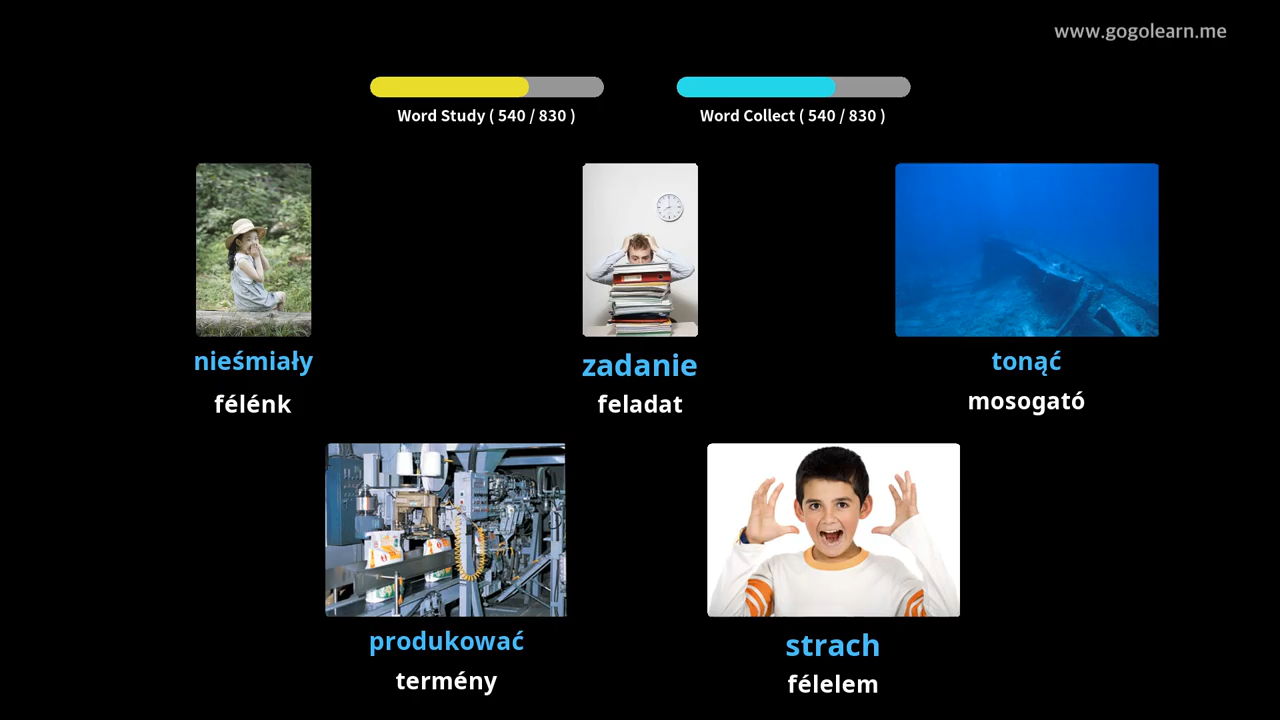 www.gogolearn.me
Word Study ( 540 / 830 )
Word Collect ( 540 / 830 )
nieśmiały
félénk
zadanie
feladat
tonąć
mosogató
produkować
termény
strach
félelem